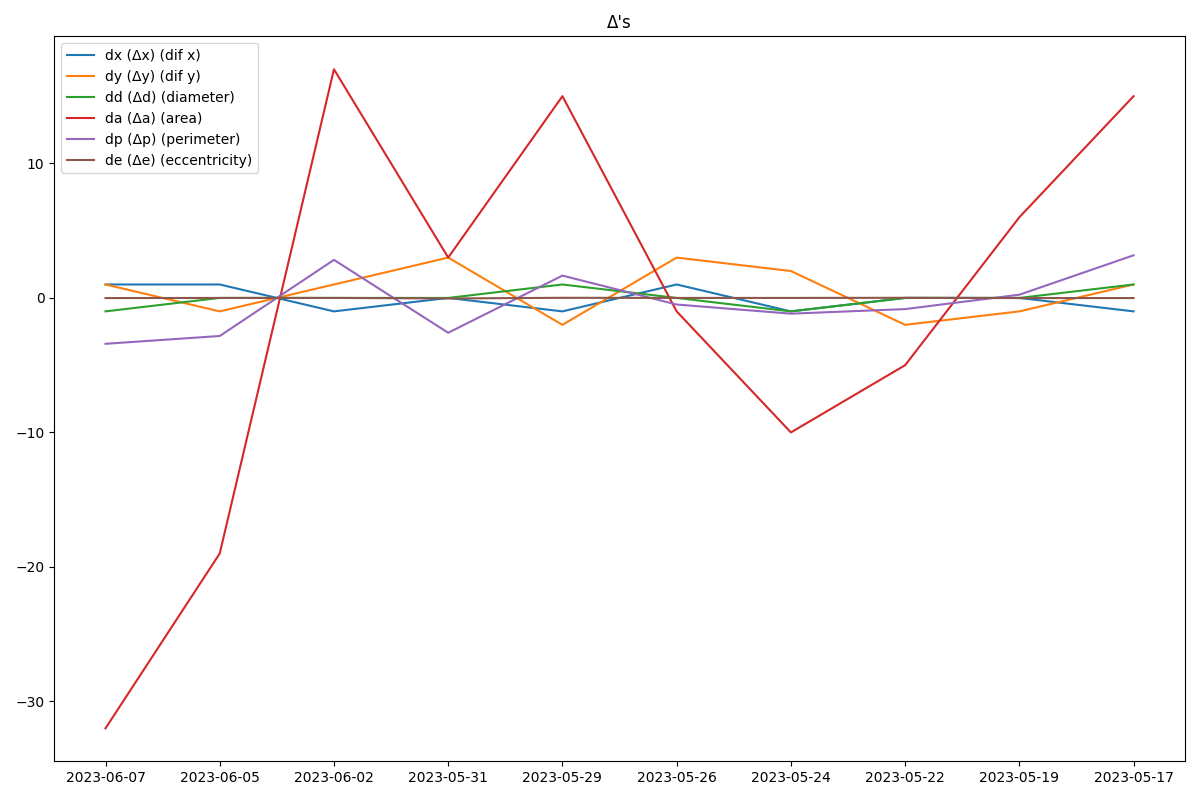 Δ's
dx (Δx) (dif x)
dy (Δy) (dif y)
dd (Δd) (diameter)
da (Δa) (area)
dp (Δp) (perimeter)
de (Δe) (eccentricity)
10
0
−10
−20
−30
2023-06-07 2023-06-05 2023-06-02 2023-05-31 2023-05-29 2023-05-26 2023-05-24 2023-05-22 2023-05-19 2023-05-17